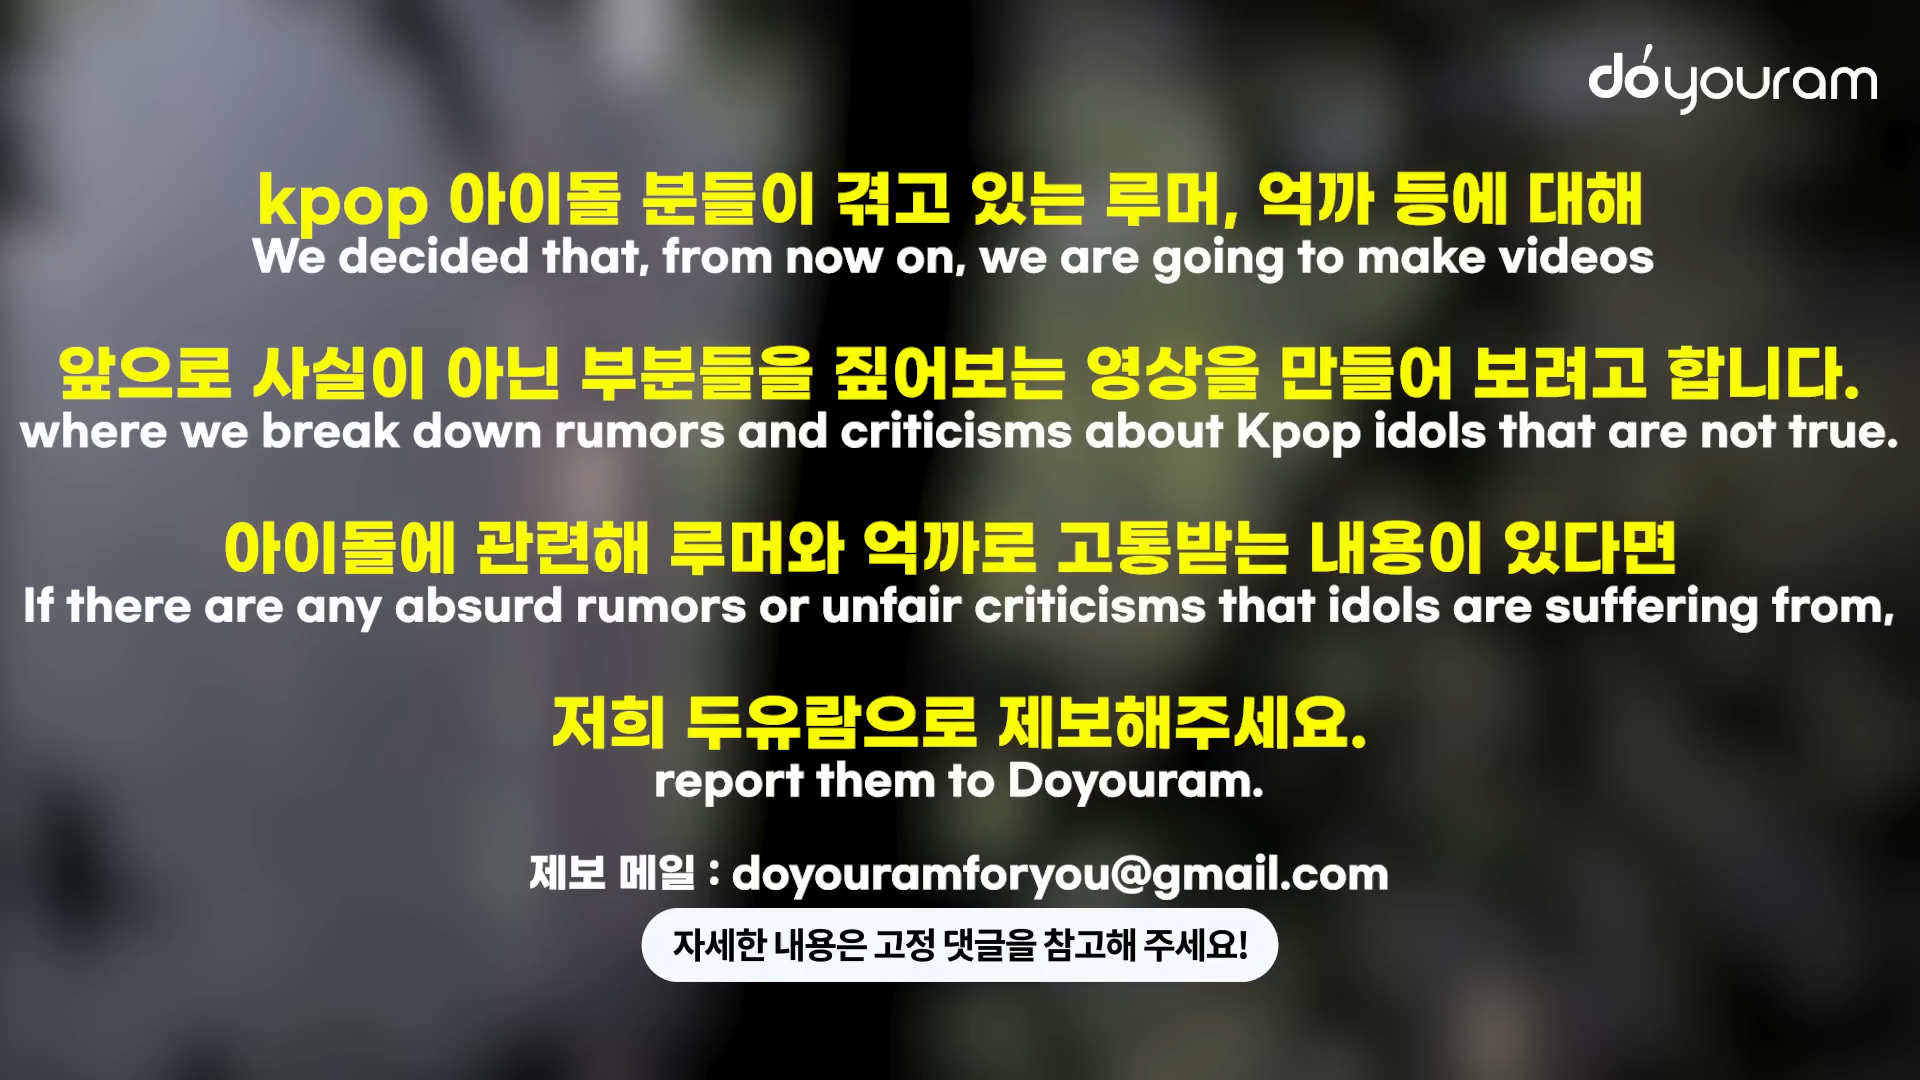 dóyouram
kpop 아이돌 분들이 겪고 있는 루머, 억까 등에 대해
We decided that, from now on, we are going to make videos
앞으로 사실이 아닌 부분들을 짚어보는 영상을 만들어 보려고 합니다.
where we break down rumors and criticisms about Kpop idols that are not true.
아이돌에 관련해 루머와 억까로 고통받는 내용이 있다면
If there are any absurd rumors or unfair criticisms that idols are suffering from,
저희 두유람으로 제보해주세요.
report them to Doyouram.
제보 메일 : doyouramforyou@gmail.com
자세한 내용은 고정 댓글을 참고해 주세요!